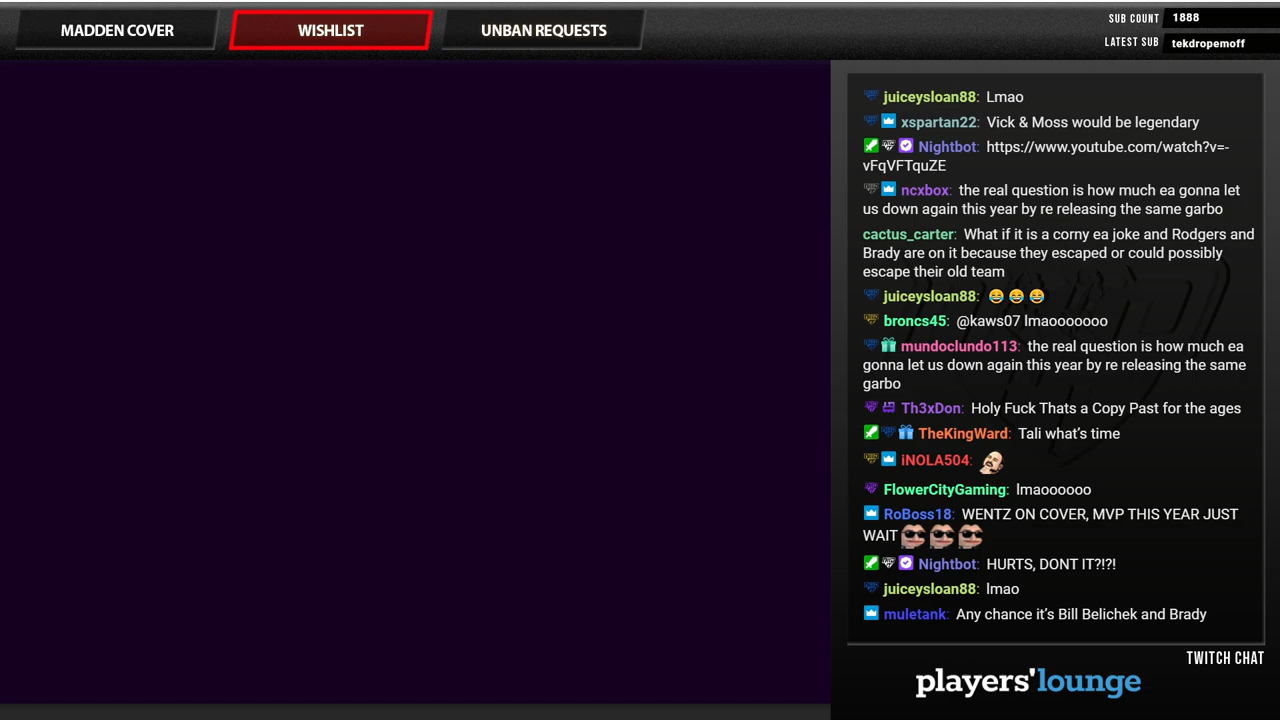 MADDEN COVER
WISHLIST
UNBAN REQUESTS
SUB COUNT 1888
LATEST SUB tekdropemoff
juiceysloan88: Lmao
xspartan22: Vick & Moss would be legendary
Nightbot: https://www.youtube.com/watch?v=-
vFqVFTquZE
ncxbox: the real question is how much ea gonna let
us down again this year by re releasing the same garbo
cactus_carter: What if it is a corny ea joke and Rodgers and
Brady are on it because they escaped or could possibly
escape their old team
juiceysloan88: 😂 😂 😂
broncs45: @kaws07 lmaooooooo
mundoclundo113: the real question is how much ea
gonna let us down again this year by re releasing the same
garbo
Th3xDon: Holy Fuck Thats a Copy Past for the ages
TheKingWard: Tali what’s time
iNOLA504:
FlowerCityGaming: lmaoooooo
RoBoss18: WENTZ ON COVER, MVP THIS YEAR JUST
WAIT
Nightbot: HURTS, DONT IT?!?!
juiceysloan88: lmao
muletank: Any chance it’s Bill Belichek and Brady
TWITCH CHAT
players'lounge